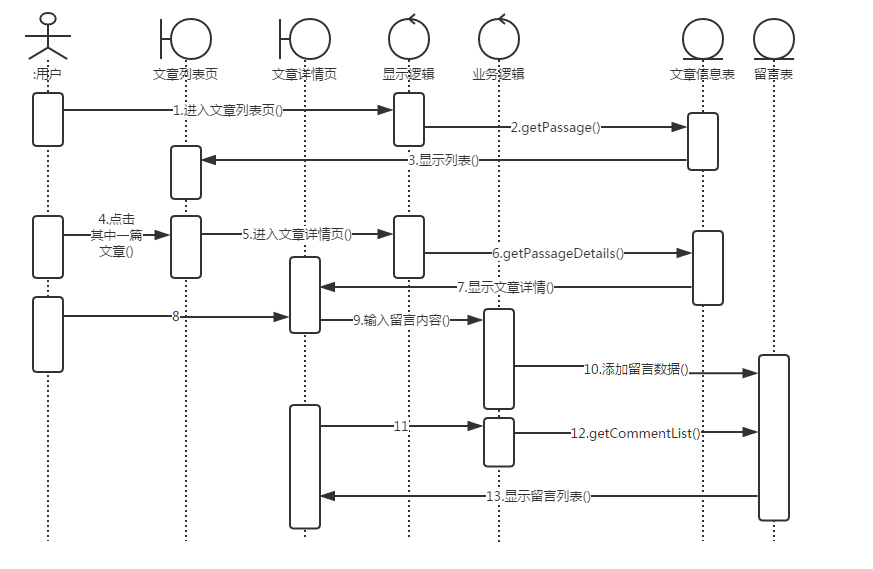 :用户
文章列表页
文章详情页
显示逻辑
业务逻辑
文章信息表
留言表
1.进入文章列表页()
2.getPassage()
3.显示列表()
4.点击
其中一篇
文章()
5.进入文章详情页()
6.getPassageDetails()
7.显示文章详情()
8
9.输入留言内容()
10.添加留言数据()
11
12.getCommentList()
13.显示留言列表()